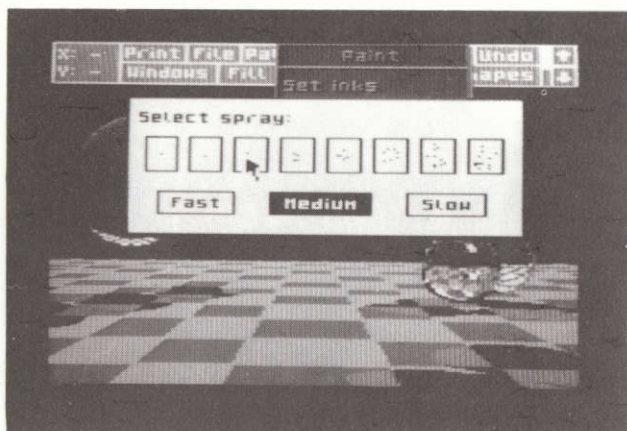 X: - Print File Pa Paint Undo
Y: - Windows Fill Set inks apes
Select spray:
Fast Medium Slow